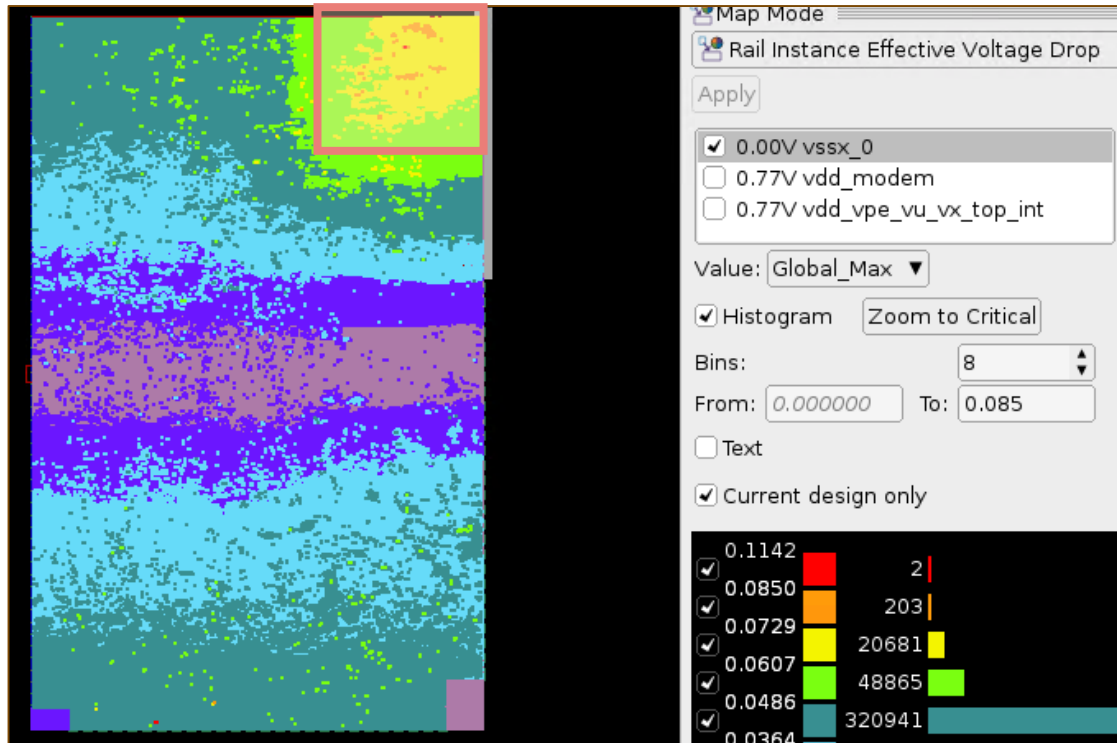 Map Mode
Rail Instance Effective Voltage Drop
Apply
0.00V vssx_0
0.77V vdd_modem
0.77V vdd_vpe_vu_vx_top_int
Value: Global_Max
Histogram Zoom to Critical
Bins: 8
From: 0.000000 To: 0.085
Text
Current design only
0.1142
2
0.0850
203
0.0729
20681
0.0607
48865
0.0486
320941
0.0364